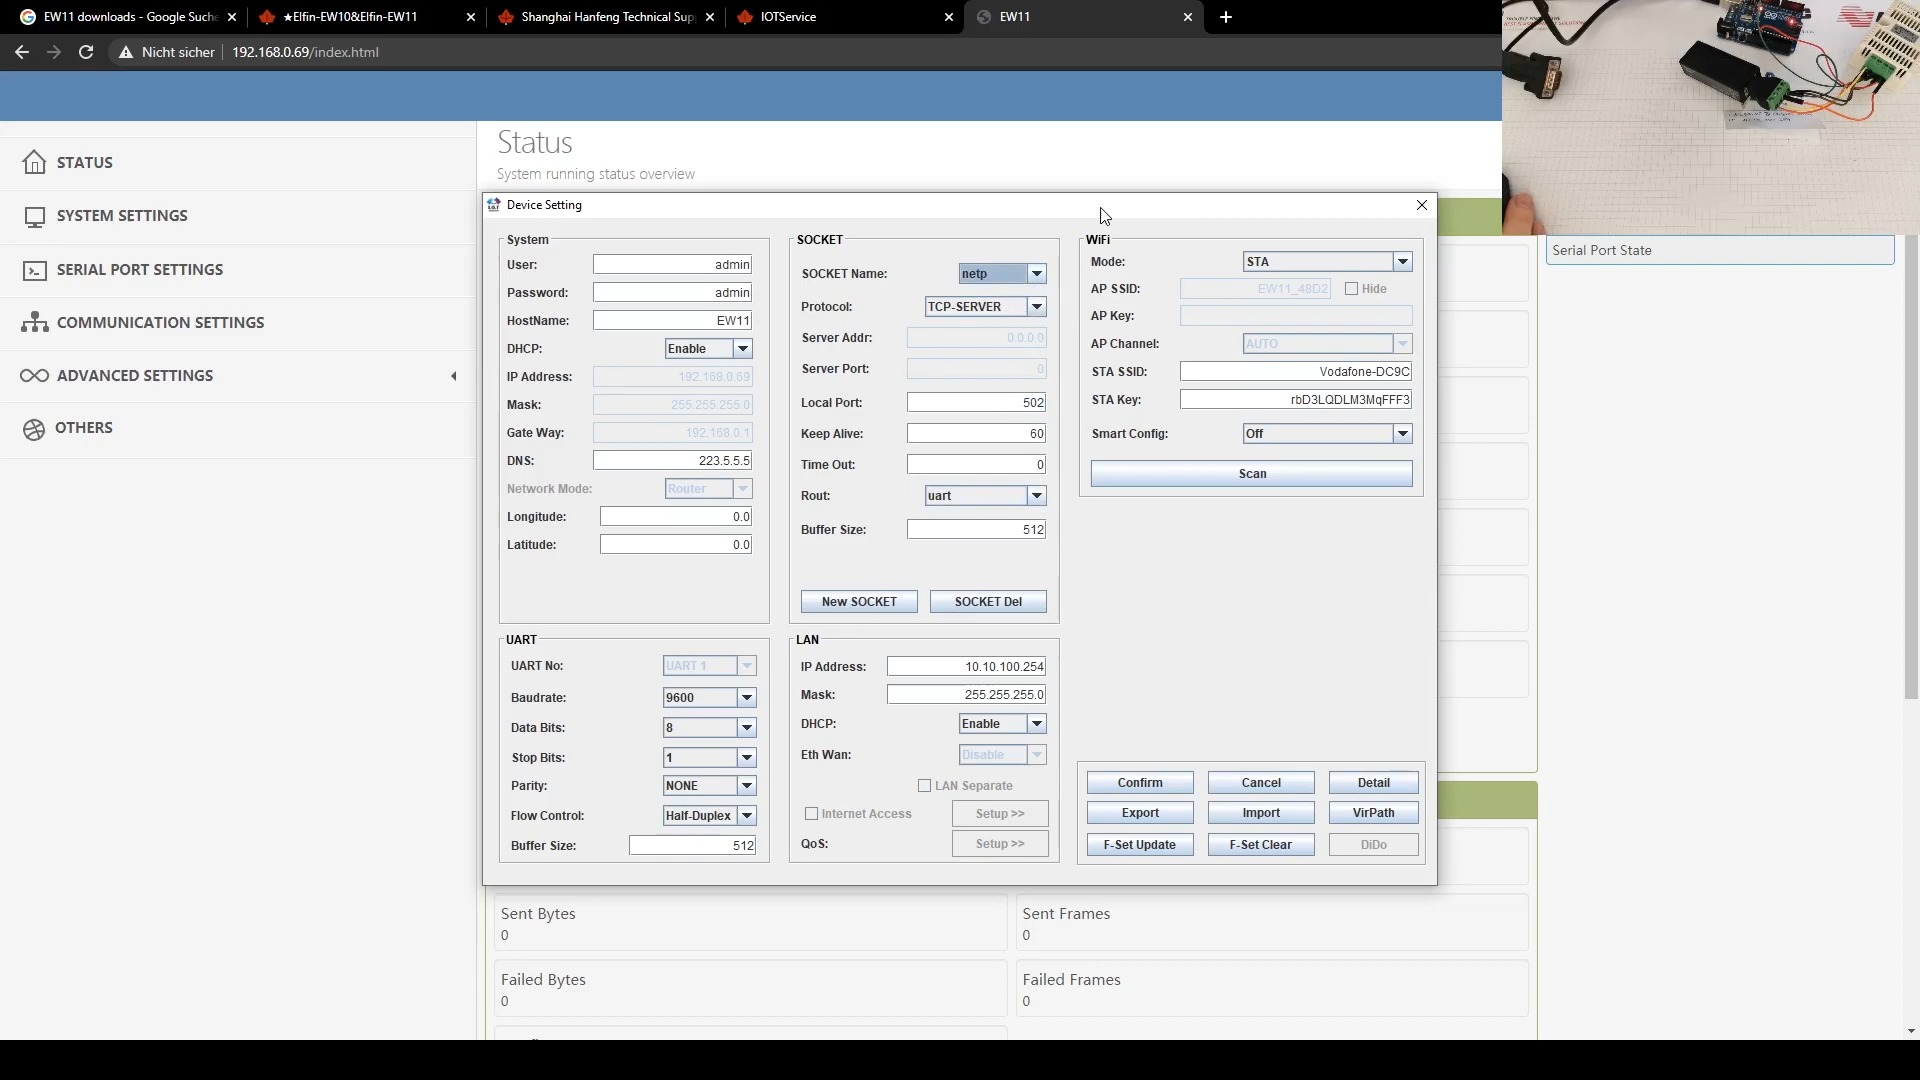 EW11 downloads - Google Suche
★Elfin-EW10&Elfin-EW11
Shanghai Hanfeng Technical Sup
IOTService
EW11
Nicht sicher
192.168.0.69/index.html
STATUS
SYSTEM SETTINGS
SERIAL PORT SETTINGS
COMMUNICATION SETTINGS
ADVANCED SETTINGS
OTHERS
Status
System running status overview
Serial Port State
Device Setting
System
User: admin
Password: admin
HostName: EW11
DHCP: Enable
IP Address: 192.168.0.69
Mask: 255.255.255.0
Gate Way: 192.168.0.1
DNS: 223.5.5.5
Network Mode: Router
Longitude: 0.0
Latitude: 0.0
SOCKET
SOCKET Name: netp
Protocol: TCP-SERVER
Server Addr: 0.0.0.0
Server Port: 0
Local Port: 502
Keep Alive: 60
Time Out: 0
Rout: uart
Buffer Size: 512
New SOCKET
SOCKET Del
WiFi
Mode: STA
AP SSID: EW11_48D2
Hide
AP Key:
AP Channel: AUTO
STA SSID: Vodafone-DC9C
STA Key: rbD3LQDLM3MqFFF3
Smart Config: Off
Scan
UART
UART No: UART 1
Baudrate: 9600
Data Bits: 8
Stop Bits: 1
Parity: NONE
Flow Control: Half-Duplex
Buffer Size: 512
LAN
IP Address: 10.10.100.254
Mask: 255.255.255.0
DHCP: Enable
Eth Wan: Disable
LAN Separate
Internet Access
Setup >>
QoS:
Setup >>
Confirm
Cancel
Detail
Export
Import
VirPath
F-Set Update
F-Set Clear
DiDo
Sent Bytes
0
Sent Frames
0
Failed Bytes
0
Failed Frames
0